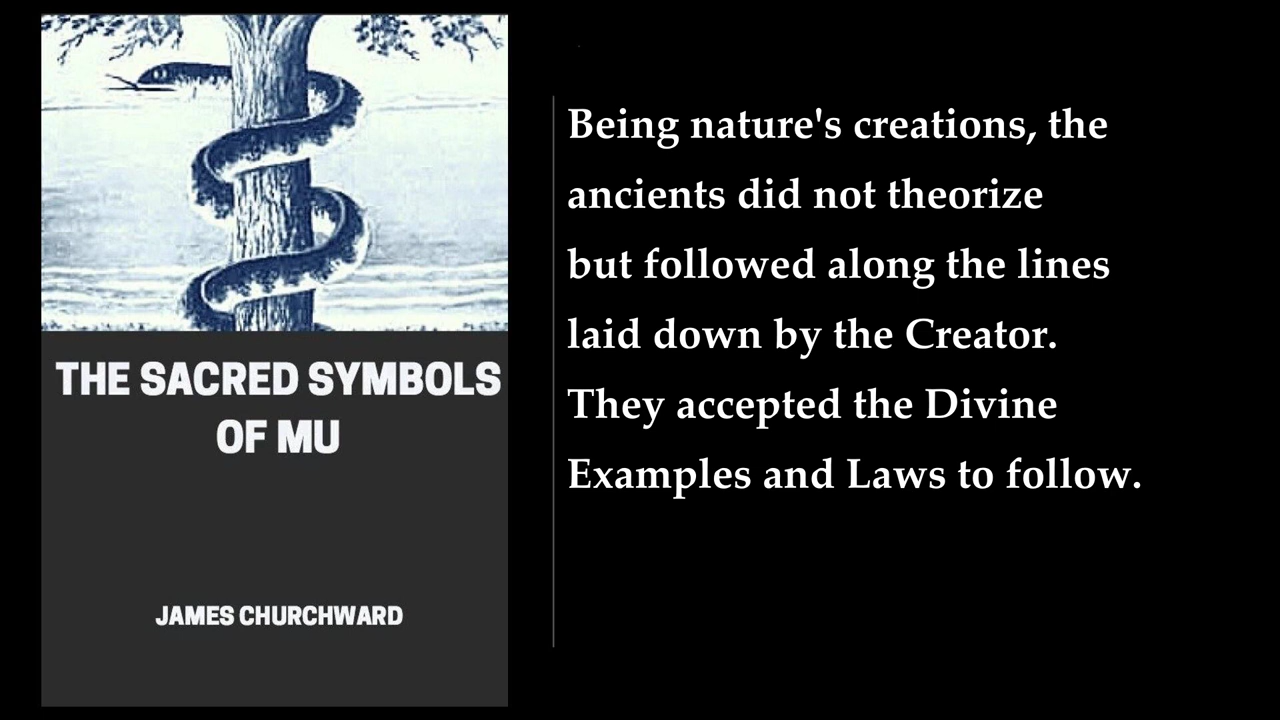 THE SACRED SYMBOLS
OF MU
JAMES CHURCHWARD
Being nature's creations, the
ancients did not theorize
but followed along the lines
laid down by the Creator.
They accepted the Divine
Examples and Laws to follow.